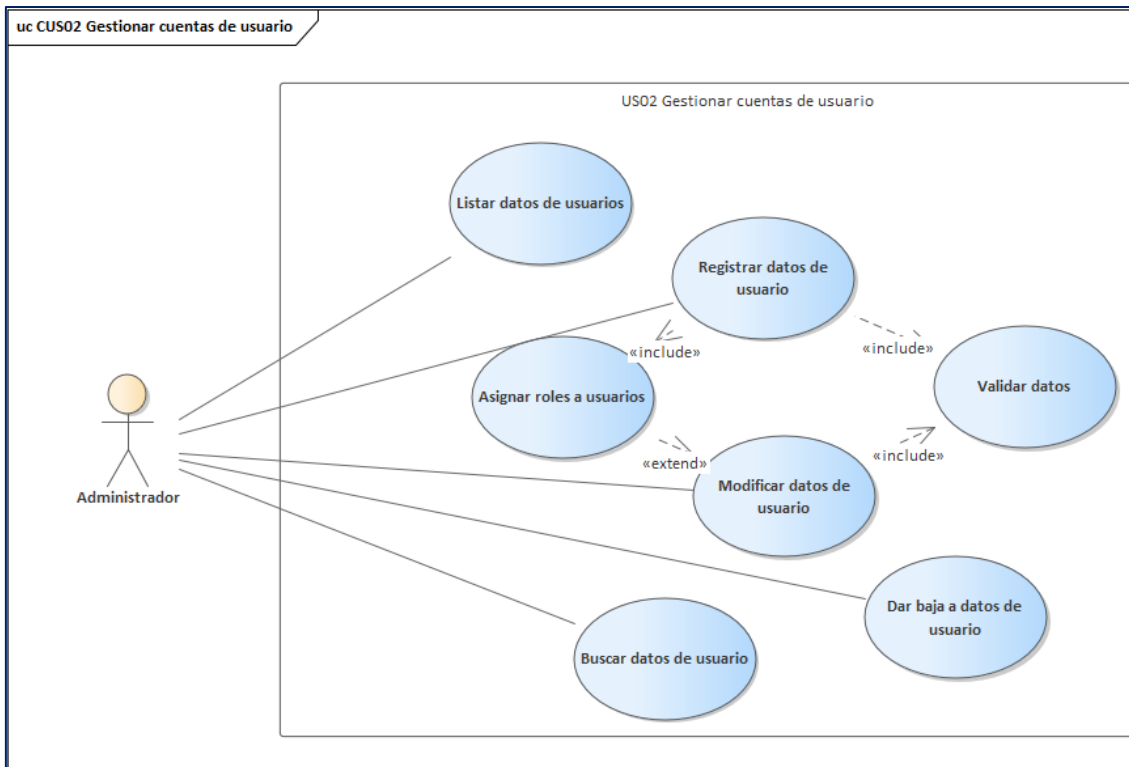 uc CUS02 Gestionar cuentas de usuario
US02 Gestionar cuentas de usuario
Listar datos de usuarios
Registrar datos de
usuario
«include»
«include»
Asignar roles a usuarios
Validar datos
«extend»
«include»
Modificar datos de
usuario
Administrador
Dar baja a datos de
usuario
Buscar datos de usuario